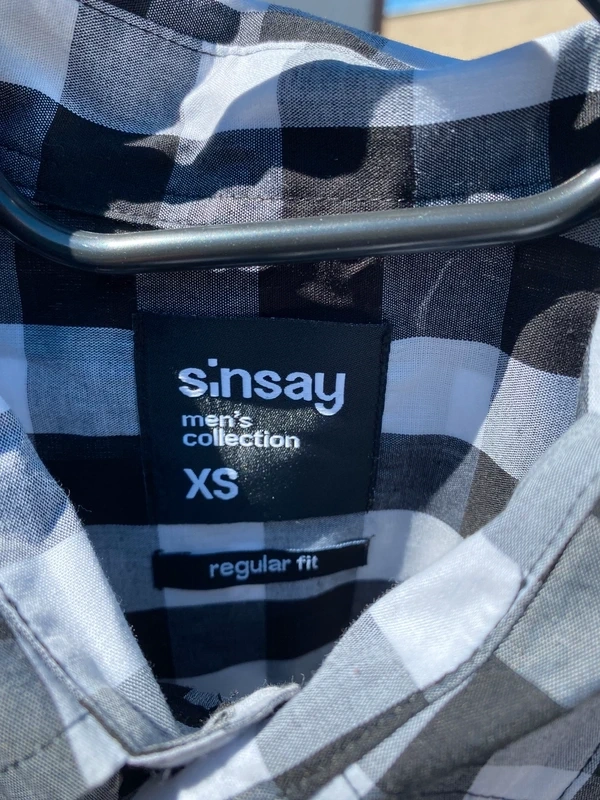 sinsay
men's
collection
XS
regular fit